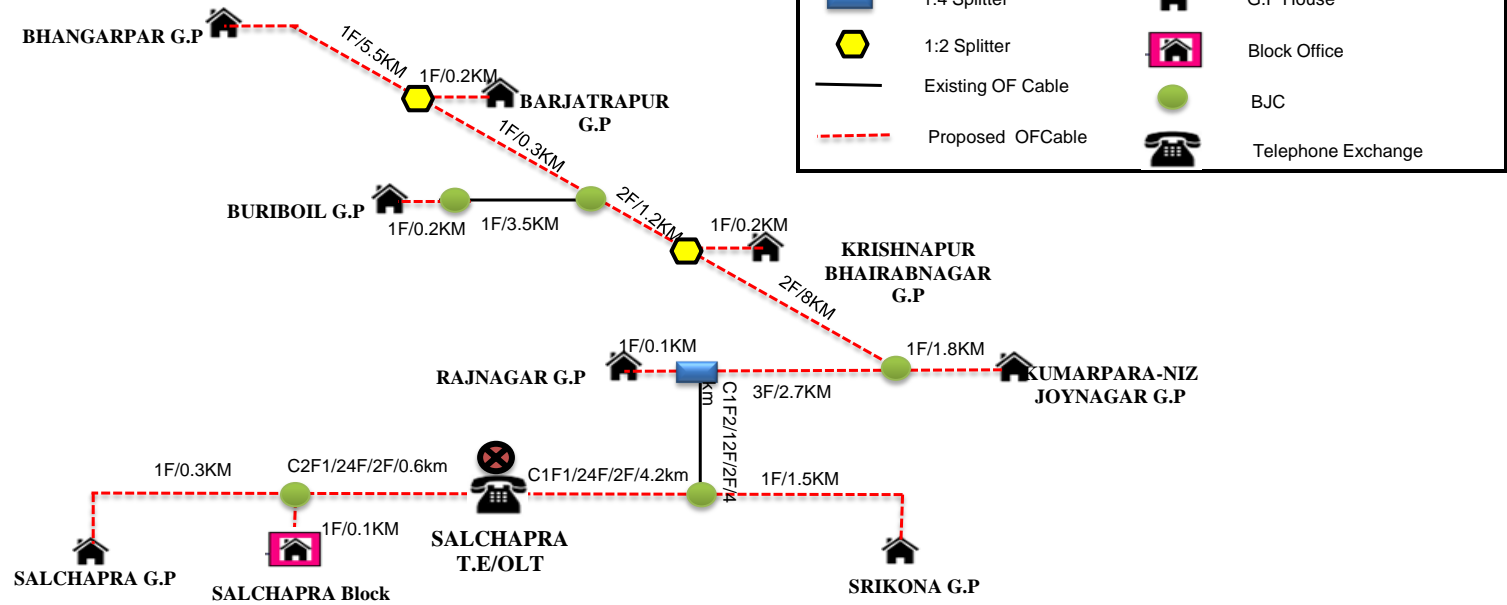 1:4 Splitter
G.P House
1:2 Splitter
Block Office
Existing OF Cable
BJC
Proposed OFCable
Telephone Exchange
BHANGARPAR G.P
1F/5.5KM
1F/0.2KM
BARJATRAPUR
G.P
1F/0.3KM
BURIBOIL G.P
1F/0.2KM
1F/3.5KM
2F/1.2KM
1F/0.2KM
KRISHNAPUR
BHAIRABNAGAR
G.P
2F/8KM
RAJNAGAR G.P
1F/0.1KM
3F/2.7KM
1F/1.8KM
KUMARPARA-NIZ
JOYNAGAR G.P
C1F2/12F/2F/4
km
1F/0.3KM
C2F1/24F/2F/0.6km
C1F1/24F/2F/4.2km
1F/1.5KM
1F/0.1KM
SALCHAPRA
T.E/OLT
SALCHAPRA G.P
SALCHAPRA Block
SRIKONA G.P